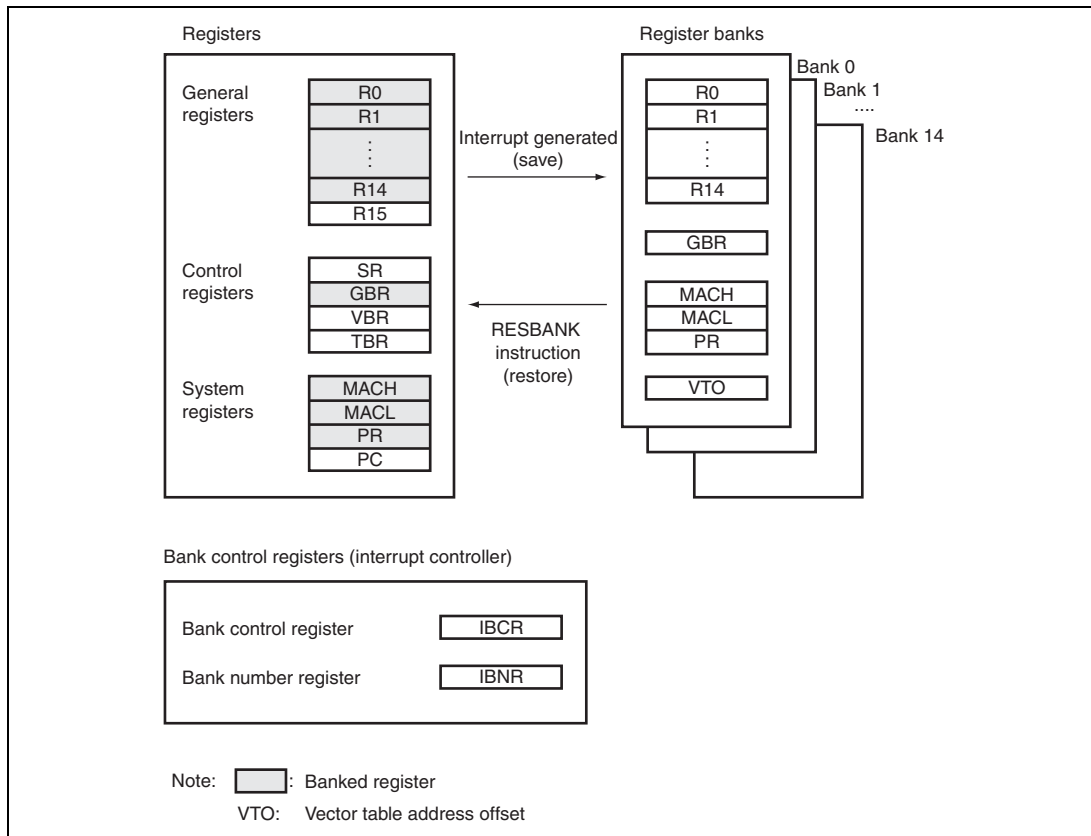 Registers
General
registers
R0
R1
R14
R15
Control
registers
SR
GBR
VBR
TBR
System
registers
MACH
MACL
PR
PC
Interrupt generated
(save)
RESBANK
instruction
(restore)
Register banks
Bank 0
Bank 1
....
Bank 14
R0
R1
R14
GBR
MACH
MACL
PR
VTO
Bank control registers (interrupt controller)
Bank control register IBCR
Bank number register IBNR
Note: : Banked register
VTO: Vector table address offset